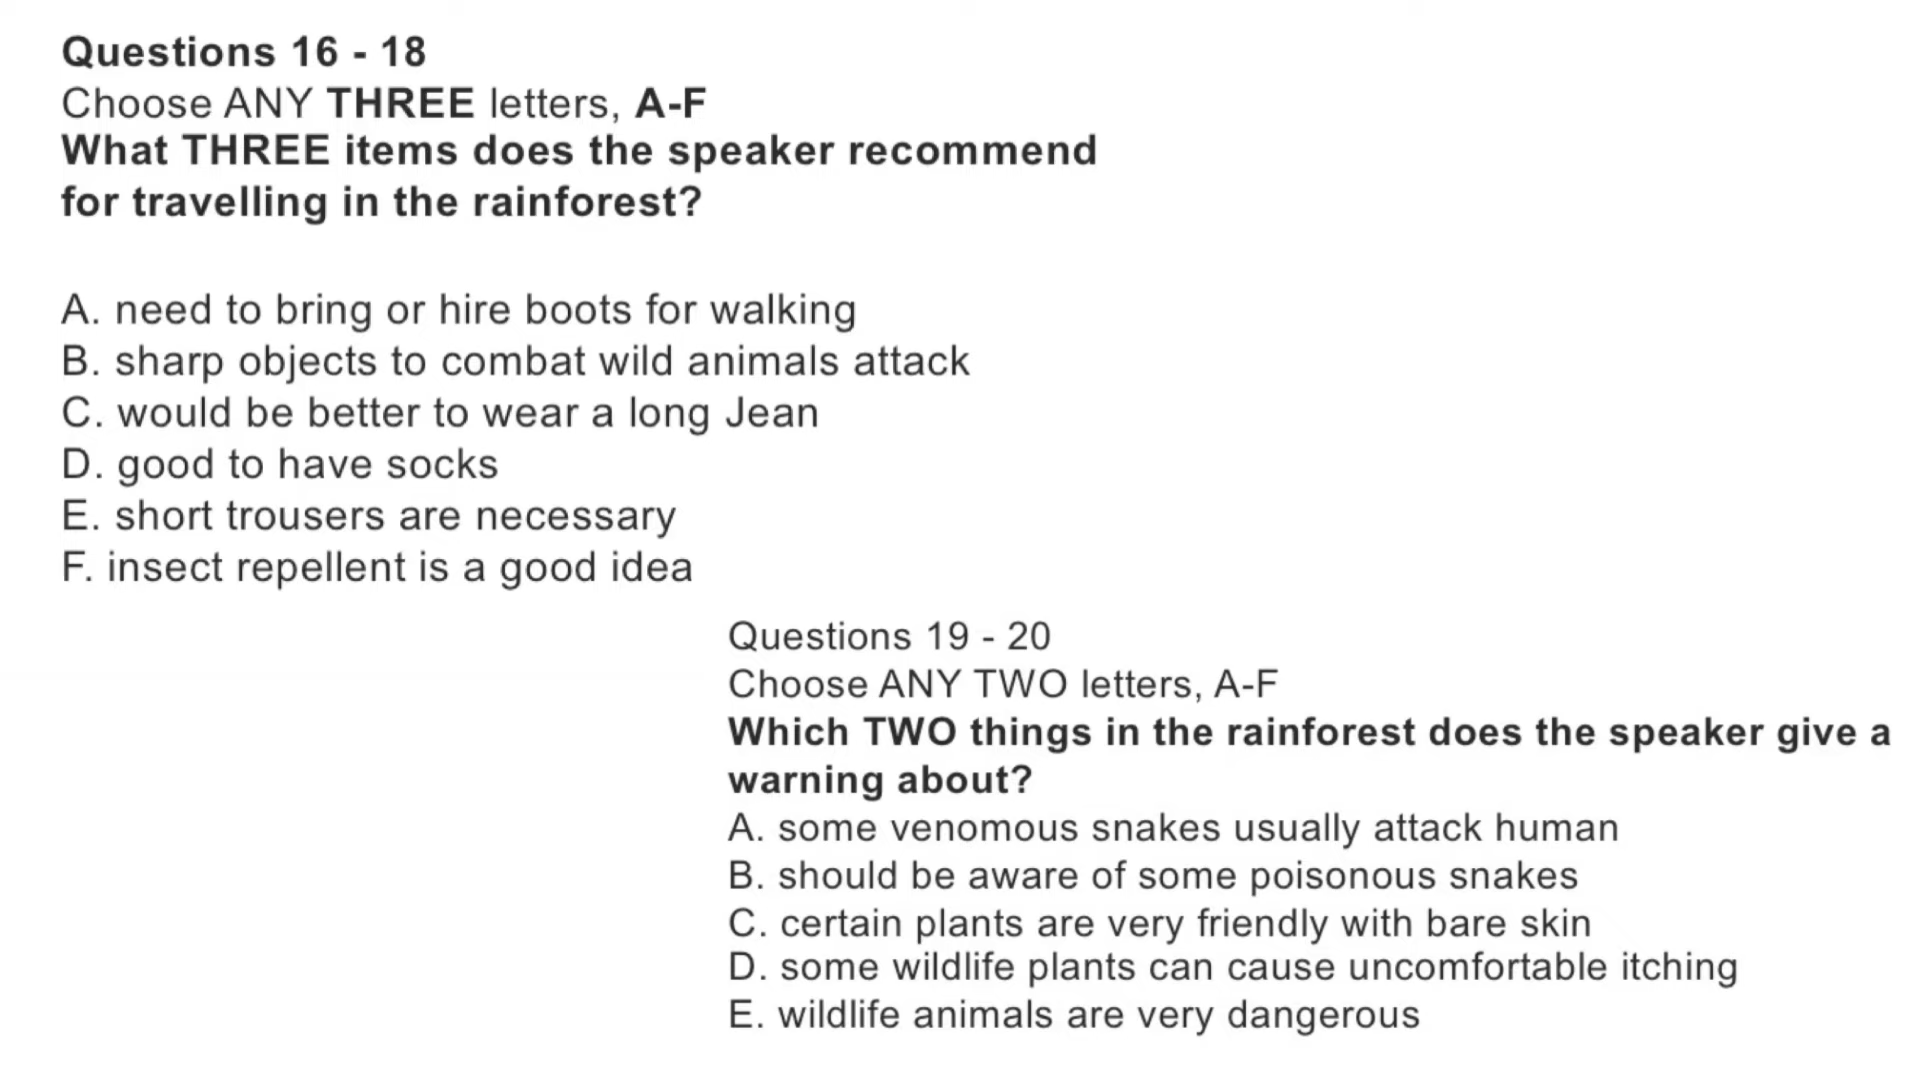 Questions 16 - 18
Choose ANY THREE letters, A-F
What THREE items does the speaker recommend
for travelling in the rainforest?
A. need to bring or hire boots for walking
B. sharp objects to combat wild animals attack
C. would be better to wear a long Jean
D. good to have socks
E. short trousers are necessary
F. insect repellent is a good idea
Questions 19 - 20
Choose ANY TWO letters, A-F
Which TWO things in the rainforest does the speaker give a
warning about?
A. some venomous snakes usually attack human
B. should be aware of some poisonous snakes
C. certain plants are very friendly with bare skin
D. some wildlife plants can cause uncomfortable itching
E. wildlife animals are very dangerous